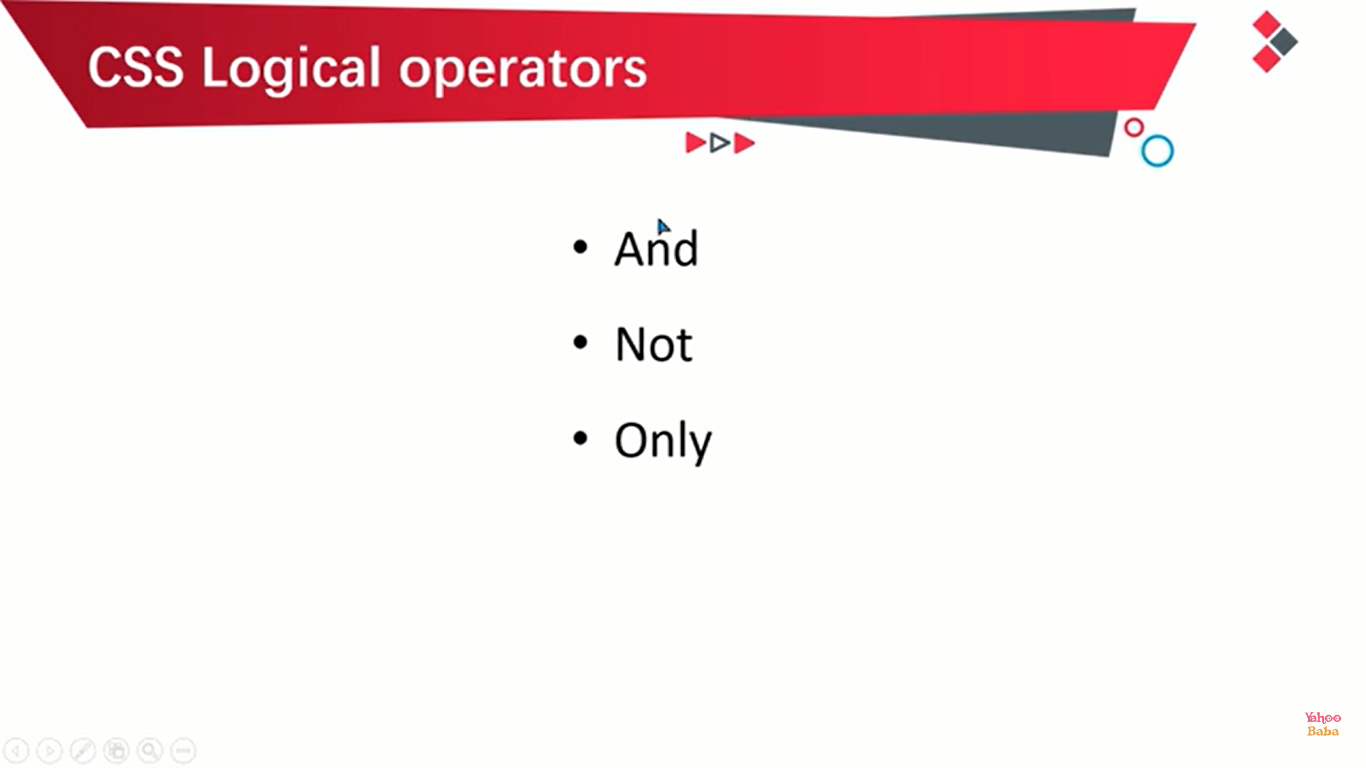 CSS Logical operators
• And
• Not
• Only
Yahoo
Baba